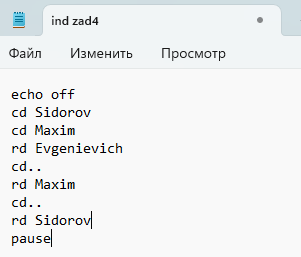 ind zad4
Файл Изменить Просмотр
echo off
cd Sidorov
cd Maxim
rd Evgenievich
cd..
rd Maxim
cd..
rd Sidorov
pause